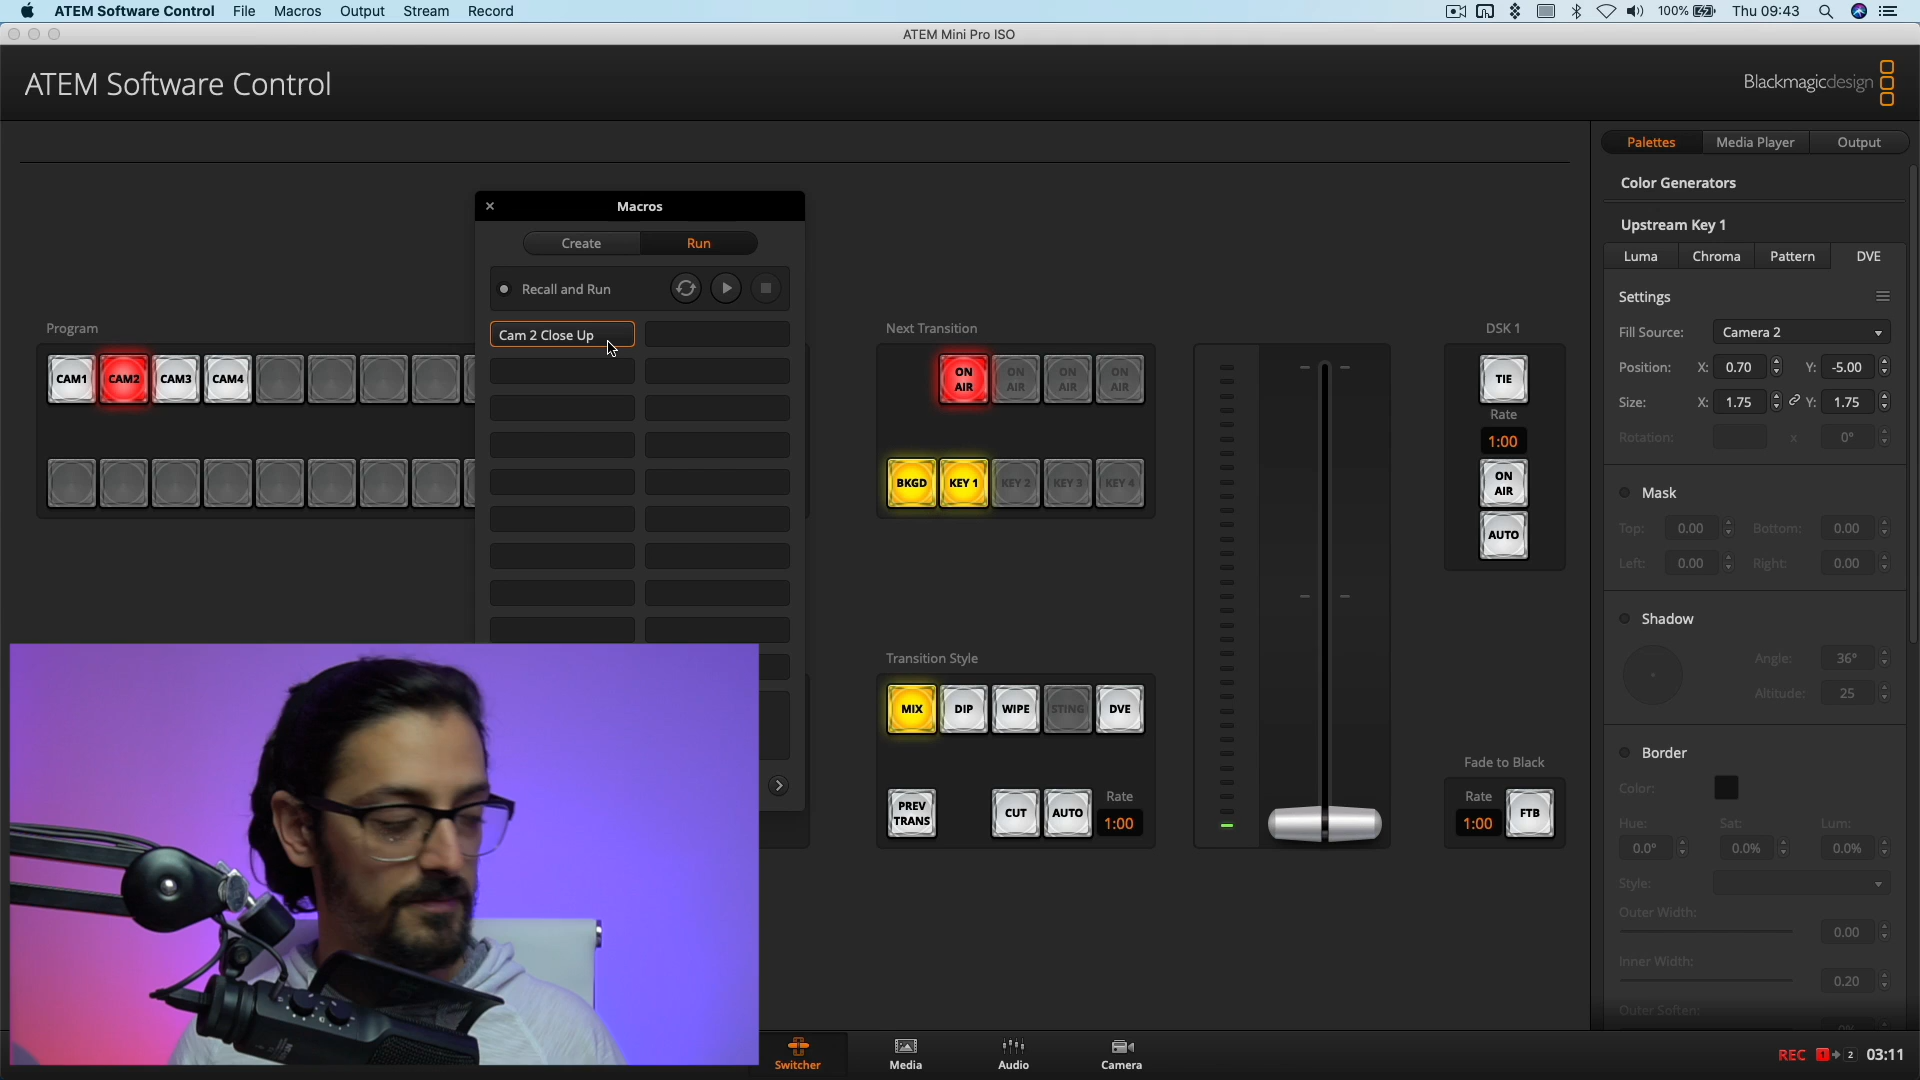 ATEM Software Control File Macros Output Stream Record 100% Thu 09:43
ATEM Mini Pro ISO
ATEM Software Control
Blackmagicdesign
Palettes Media Player Output
Color Generators
Upstream Key 1
Luma Chroma Pattern DVE
Settings
Fill Source: Camera 2
Position: X: 0.70 Y: -5.00
Size: X: 1.75 Y: 1.75
Rotation: x 0°
Mask
Top: 0.00 Bottom: 0.00
Left: 0.00 Right: 0.00
Shadow
Angle: 36°
Altitude: 25
Border
Color:
Hue: Sat: Lum:
0.0° 0.0% 0.0%
Style:
Outer Width:
0.00
Inner Width:
0.20
Outer Soften:
0%
Macros
Create Run
Recall and Run
Cam 2 Close Up
Program
CAM1 CAM2 CAM3 CAM4
Next Transition
ON AIR ON AIR ON AIR ON AIR
BKGD KEY 1 KEY 2 KEY 3 KEY 4
Transition Style
MIX DIP WIPE STING DVE
PREV TRANS CUT AUTO Rate 1:00
DSK 1
TIE
Rate
1:00
ON AIR
AUTO
Fade to Black
Rate
1:00 FTB
Switcher Media Audio Camera
REC 1 2 03:11